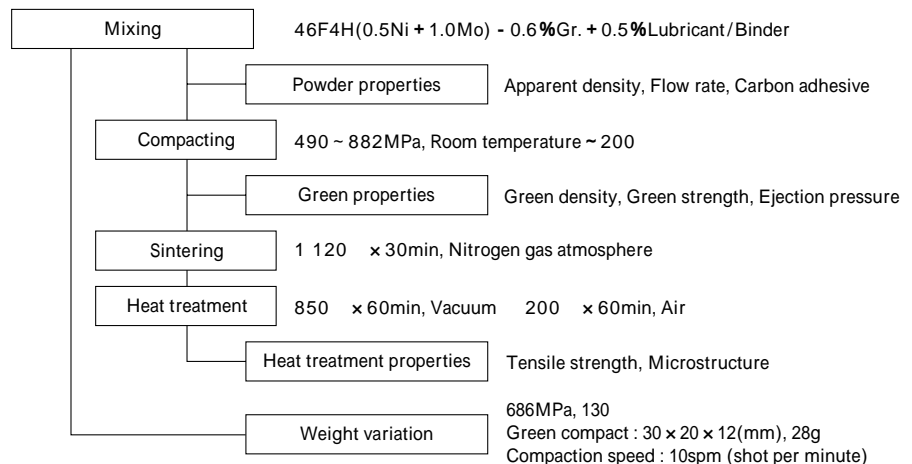 Mixing 46F4H(0.5Ni + 1.0Mo) - 0.6%Gr. + 0.5%Lubricant/Binder
Powder properties Apparent density, Flow rate, Carbon adhesive
Compacting 490 ~ 882MPa, Room temperature ~ 200
Green properties Green density, Green strength, Ejection pressure
Sintering 1 120 × 30min, Nitrogen gas atmosphere
Heat treatment 850 × 60min, Vacuum 200 × 60min, Air
Heat treatment properties Tensile strength, Microstructure
Weight variation
686MPa, 130
Green compact : 30 × 20 × 12(mm), 28g
Compaction speed : 10spm (shot per minute)